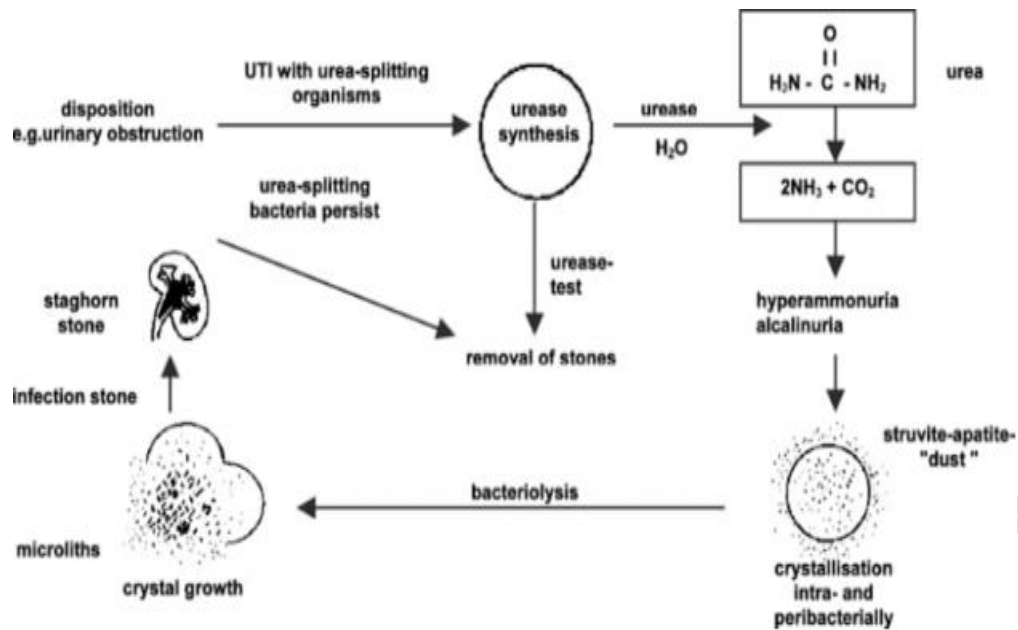 disposition
e.g.urinary obstruction
UTI with urea-splitting
organisms
urease
synthesis
urease
H₂O
O
||
H₂N - C - NH₂
urea
2NH₃ + CO₂
urea-splitting
bacteria persist
urease-
test
hyperammonuria
alcalinuria
staghorn
stone
removal of stones
infection stone
struvite-apatite-
"dust "
bacteriolysis
microliths
crystal growth
crystallisation
intra- and
peribacterially